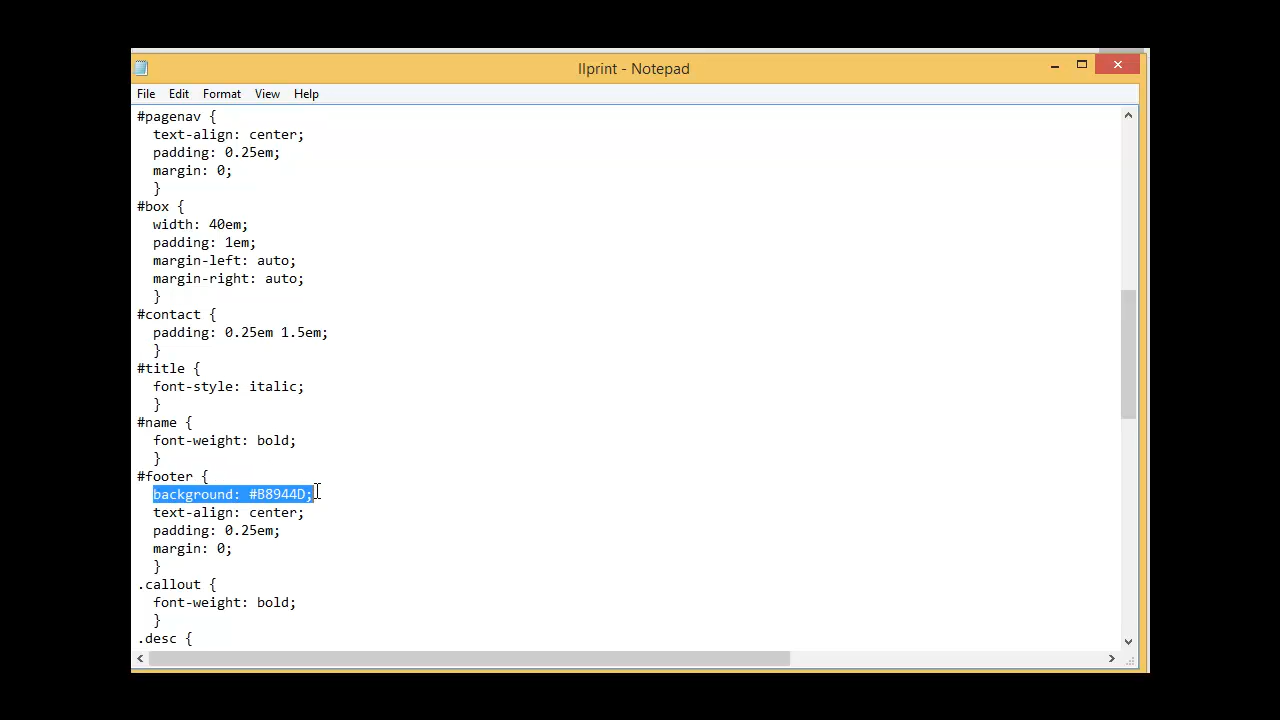 llprint - Notepad
File Edit Format View Help
#pagenav {
  text-align: center;
  padding: 0.25em;
  margin: 0;
  }
#box {
  width: 40em;
  padding: 1em;
  margin-left: auto;
  margin-right: auto;
  }
#contact {
  padding: 0.25em 1.5em;
  }
#title {
  font-style: italic;
  }
#name {
  font-weight: bold;
  }
#footer {
  background: #B8944D;
  text-align: center;
  padding: 0.25em;
  margin: 0;
  }
.callout {
  font-weight: bold;
  }
.desc {